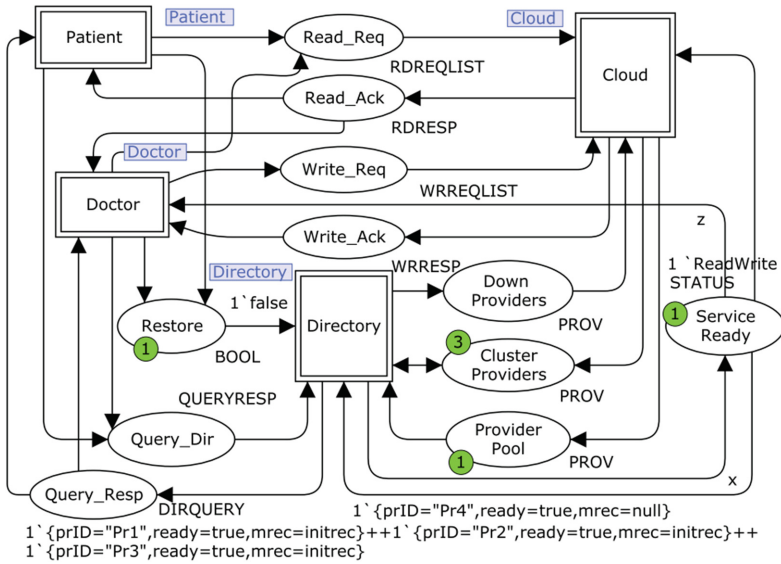 Patient
Cloud
Patient
Read_Req
Cloud
RDREQLIST
Read_Ack
RDRESP
Doctor
Write_Req
WRREQLIST
Doctor
z
Write_Ack
1 `ReadWrite
WRRESP
STATUS
Directory
Down
Providers
1`false
Service
Ready
1
Restore
Directory
PROV
1
BOOL
3
Cluster
Providers
QUERYRESP
PROV
Query_Dir
Provider
Pool
1
PROV
x
Query_Resp
DIRQUERY
1`{prID="Pr4",ready=true,mrec=null}
1`{prID="Pr1",ready=true,mrec=initrec}++1`{prID="Pr2",ready=true,mrec=initrec}++
1`{prID="Pr3",ready=true,mrec=initrec}